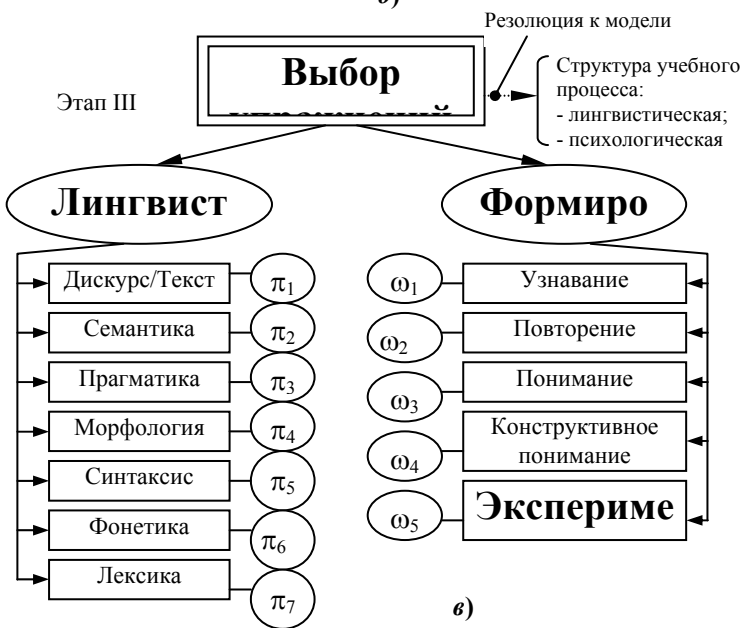 Резолюция к модели
Этап III
Выбор
Структура учебного
процесса:
- лингвистическая;
- психологическая
Лингвист
Дискурс/Текст π1
Семантика π2
Прагматика π3
Морфология π4
Синтаксис π5
Фонетика π6
Лексика π7
Формиро
ω1 Узнавание
ω2 Повторение
ω3 Понимание
ω4 Конструктивное
понимание
ω5 Экспериме
в)